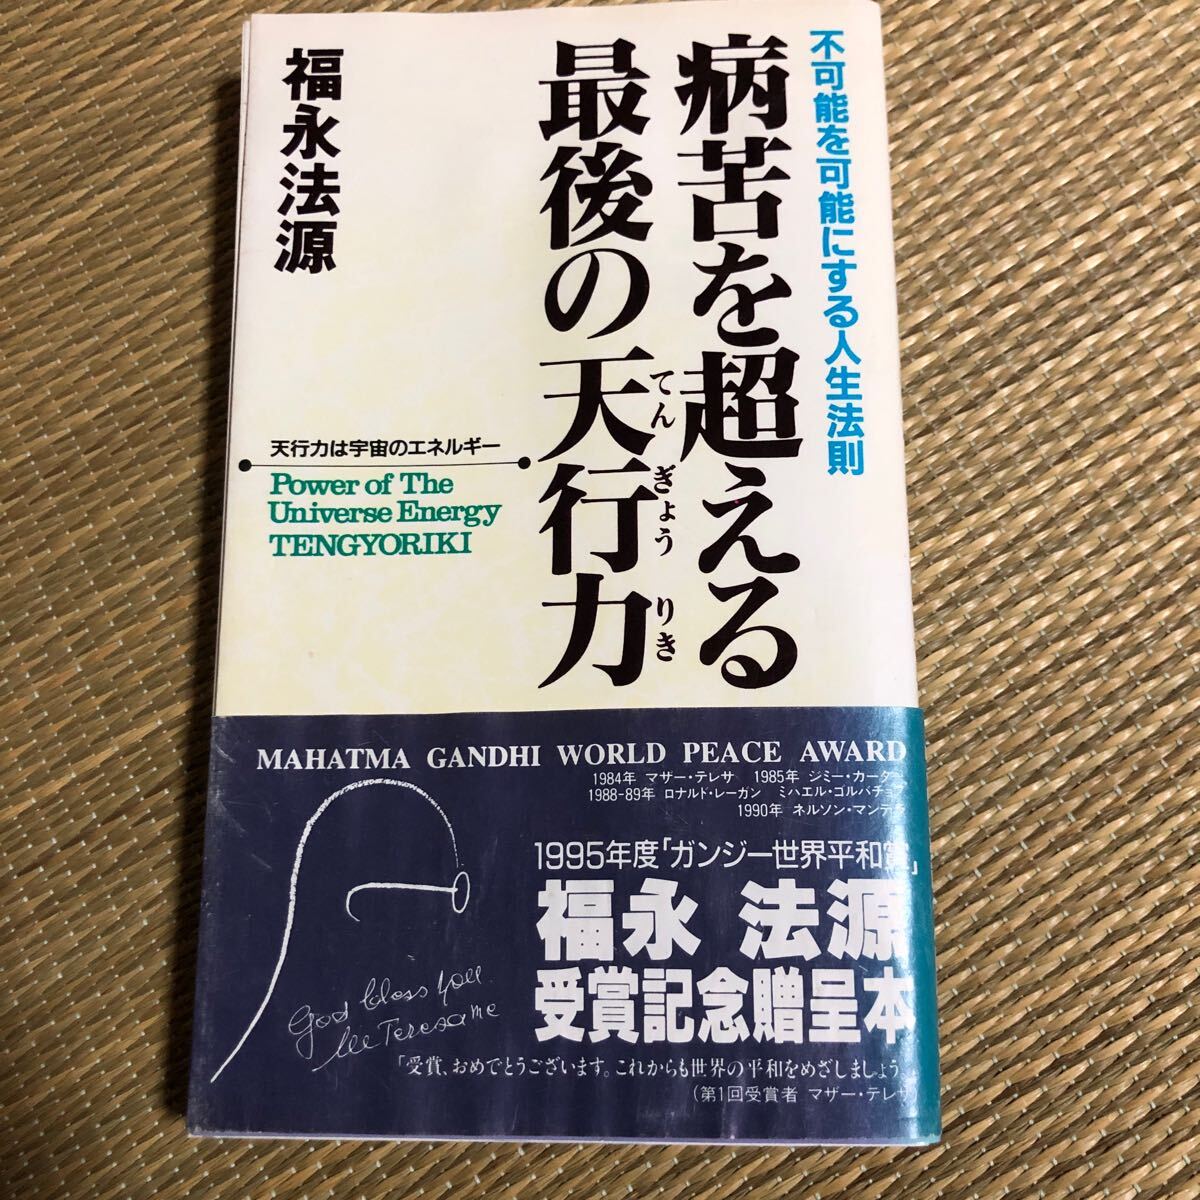 不可能を可能にする人生法則
病苦を超える
最後の天行力
てんぎょうりき
福永法源
天行力は宇宙のエネルギー
Power of The
Universe Energy
TENGYORIKI
MAHATMA GANDHI WORLD PEACE AWARD
1984年 マザー・テレサ 1985年 ジミー・カーター
1988-89年 ロナルド・レーガン ミハエル・ゴルバチョフ
1990年 ネルソン・マンデラ
1995年度「ガンジー世界平和賞」
福永 法源
受賞記念贈呈本
God bless you
lle Teresa mc
「受賞、おめでとうございます。これからも世界の平和をめざしましょう」
(第1回受賞者 マザー・テレサ)